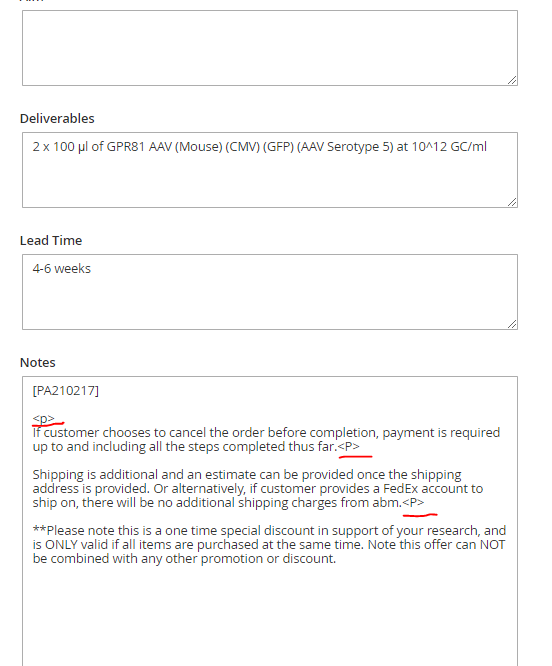 Deliverables
2 x 100 µl of GPR81 AAV (Mouse) (CMV) (GFP) (AAV Serotype 5) at 10^12 GC/ml
Lead Time
4-6 weeks
Notes
[PA210217]
<p>
If customer chooses to cancel the order before completion, payment is required
up to and including all the steps completed thus far.<P>
Shipping is additional and an estimate can be provided once the shipping
address is provided. Or alternatively, if customer provides a FedEx account to
ship on, there will be no additional shipping charges from abm.<P>
**Please note this is a one time special discount in support of your research, and
is ONLY valid if all items are purchased at the same time. Note this offer can NOT
be combined with any other promotion or discount.